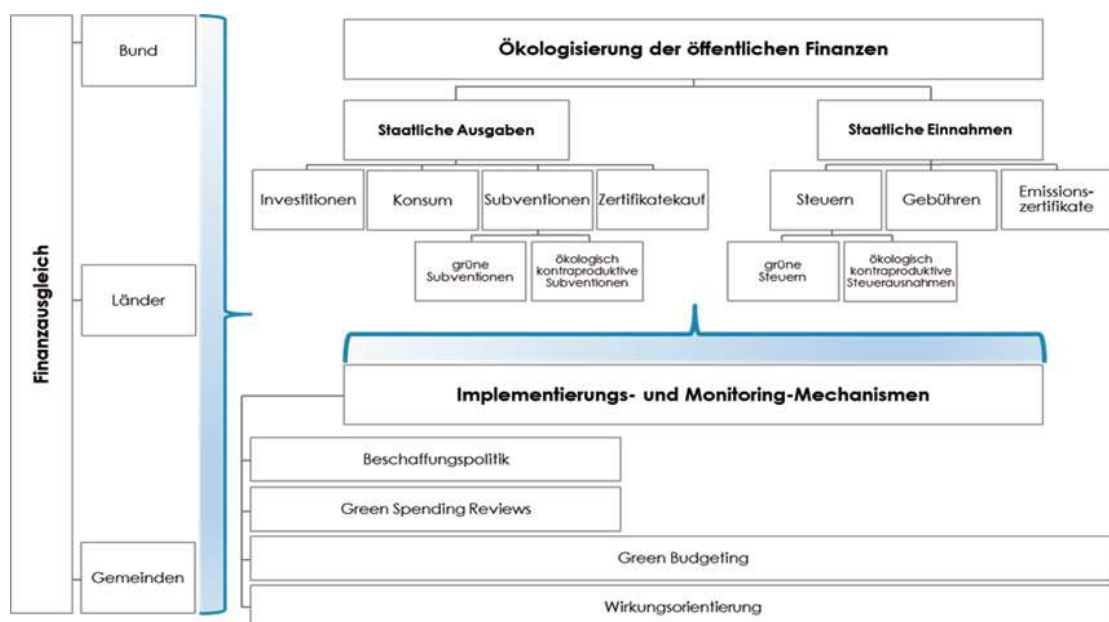 Finanzausgleich
Bund
Länder
Gemeinden
Ökologisierung der öffentlichen Finanzen
Staatliche Ausgaben
Staatliche Einnahmen
Investitionen
Konsum
Subventionen
Zertifikatekauf
Steuern
Gebühren
Emissions-
zertifikate
grüne
Subventionen
ökologisch
kontraproduktive
Subventionen
grüne
Steuern
ökologisch
kontraproduktive
Steuerausnahmen
Implementierungs- und Monitoring-Mechanismen
Beschaffungspolitik
Green Spending Reviews
Green Budgeting
Wirkungsorientierung